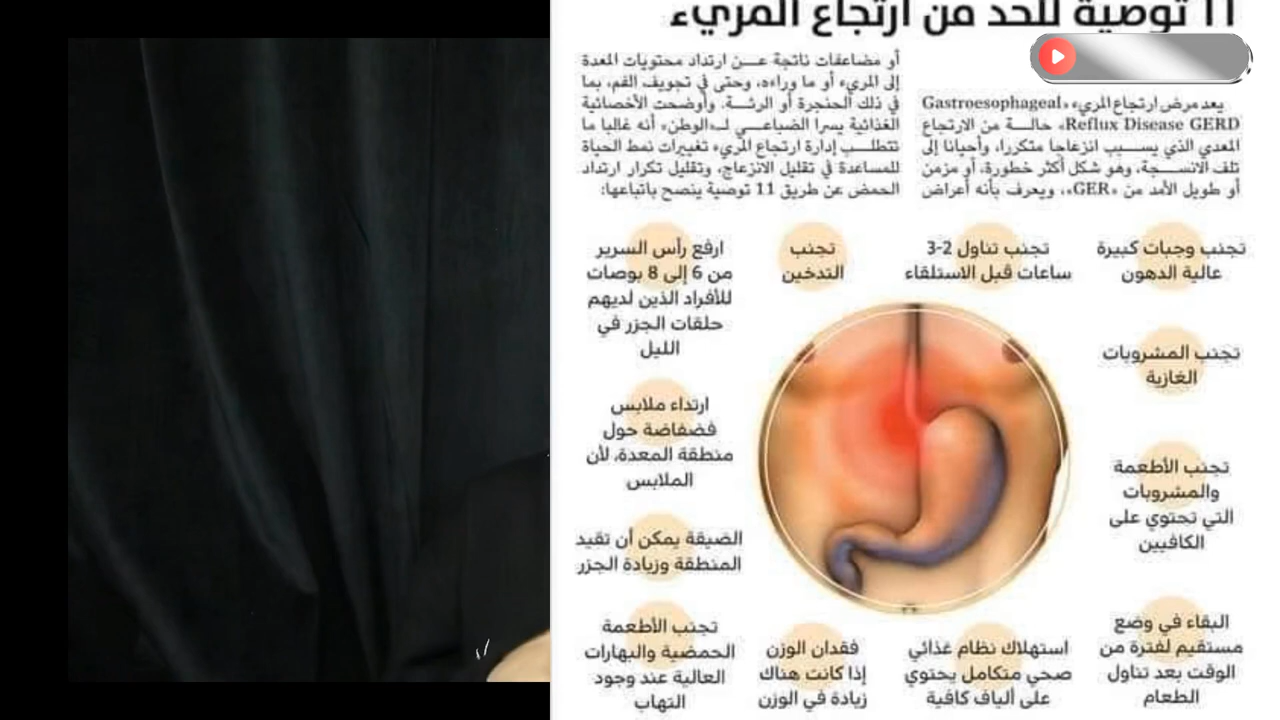 11 توصية للحد من ارتجاع المريء
يعد مرض ارتجاع المريء «Gastroesophageal
Reflux Disease GERD» حالة من الارتجاع
المعدي الذي يسبب انزعاجا متكررا، وأحيانا إلى
تلف الانسجة، وهو شكل أكثر خطورة، أو مزمن
أو طويل الأمد من «GER»، ويعرف بأنه أعراض
أو مضاعفات ناتجة عن ارتداد محتويات المعدة
إلى المريء أو ما وراءه، وحتى في تجويف الفم، بما
في ذلك الحنجرة أو الرئة. وأوضحت الأخصائية
الغذائية يسرا الضباعي لـ«الوطن» أنه غالبا ما
تتطلب إدارة ارتجاع المريء تغييرات نمط الحياة
للمساعدة في تقليل الانزعاج، وتقليل تكرار ارتداد
الحمض عن طريق 11 توصية ينصح باتباعها:
تجنب وجبات كبيرة
عالية الدهون
تجنب تناول 2-3
ساعات قبل الاستلقاء
تجنب
التدخين
ارفع رأس السرير
من 6 إلى 8 بوصات
للأفراد الذين لديهم
حلقات الجزر في
الليل
تجنب المشروبات
الغازية
ارتداء ملابس
فضفاضة حول
منطقة المعدة، لأن
الملابس
تجنب الأطعمة
والمشروبات
التي تحتوي على
الكافيين
الضيقة يمكن أن تقيد
المنطقة وزيادة الجزر
البقاء في وضع
مستقيم لفترة من
الوقت بعد تناول
الطعام
استهلاك نظام غذائي
صحي متكامل يحتوي
على ألياف كافية
فقدان الوزن
إذا كانت هناك
زيادة في الوزن
تجنب الأطعمة
الحمضية والبهارات
العالية عند وجود
التهاب